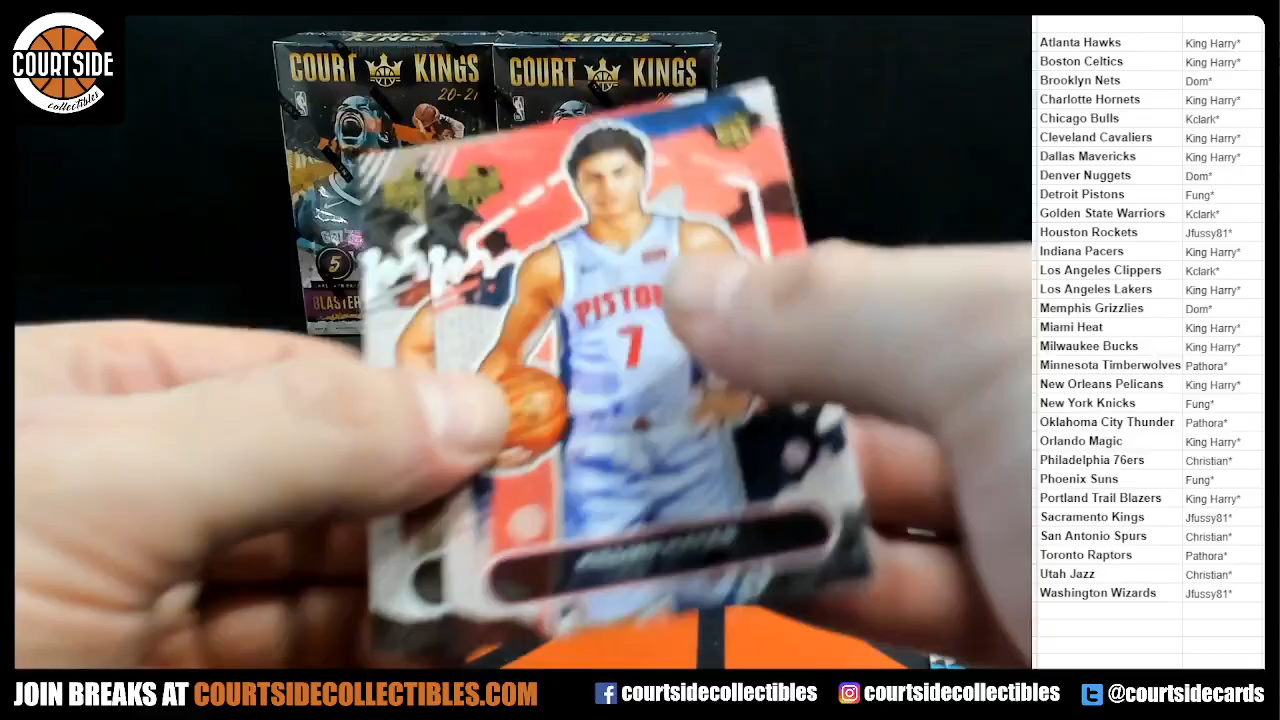 COURTSIDE
collectibles
KINGS
KINGS
COURT KINGS
COURT KINGS
20-21
5
BLASTER
PISTON
7
Atlanta Hawks King Harry*
Boston Celtics King Harry*
Brooklyn Nets Dom*
Charlotte Hornets King Harry*
Chicago Bulls Kclark*
Cleveland Cavaliers King Harry*
Dallas Mavericks King Harry*
Denver Nuggets Dom*
Detroit Pistons Fung*
Golden State Warriors Kclark*
Houston Rockets Jfussy81*
Indiana Pacers King Harry*
Los Angeles Clippers Kclark*
Los Angeles Lakers King Harry*
Memphis Grizzlies Dom*
Miami Heat King Harry*
Milwaukee Bucks King Harry*
Minnesota Timberwolves Pathora*
New Orleans Pelicans King Harry*
New York Knicks Fung*
Oklahoma City Thunder Pathora*
Orlando Magic King Harry*
Philadelphia 76ers Christian*
Phoenix Suns Fung*
Portland Trail Blazers King Harry*
Sacramento Kings Jfussy81*
San Antonio Spurs Christian*
Toronto Raptors Pathora*
Utah Jazz Christian*
Washington Wizards Jfussy81*
JOIN BREAKS AT COURTSIDECOLLECTIBLES.COM
courtsidecollectibles
courtsidecollectibles
@courtsidecards